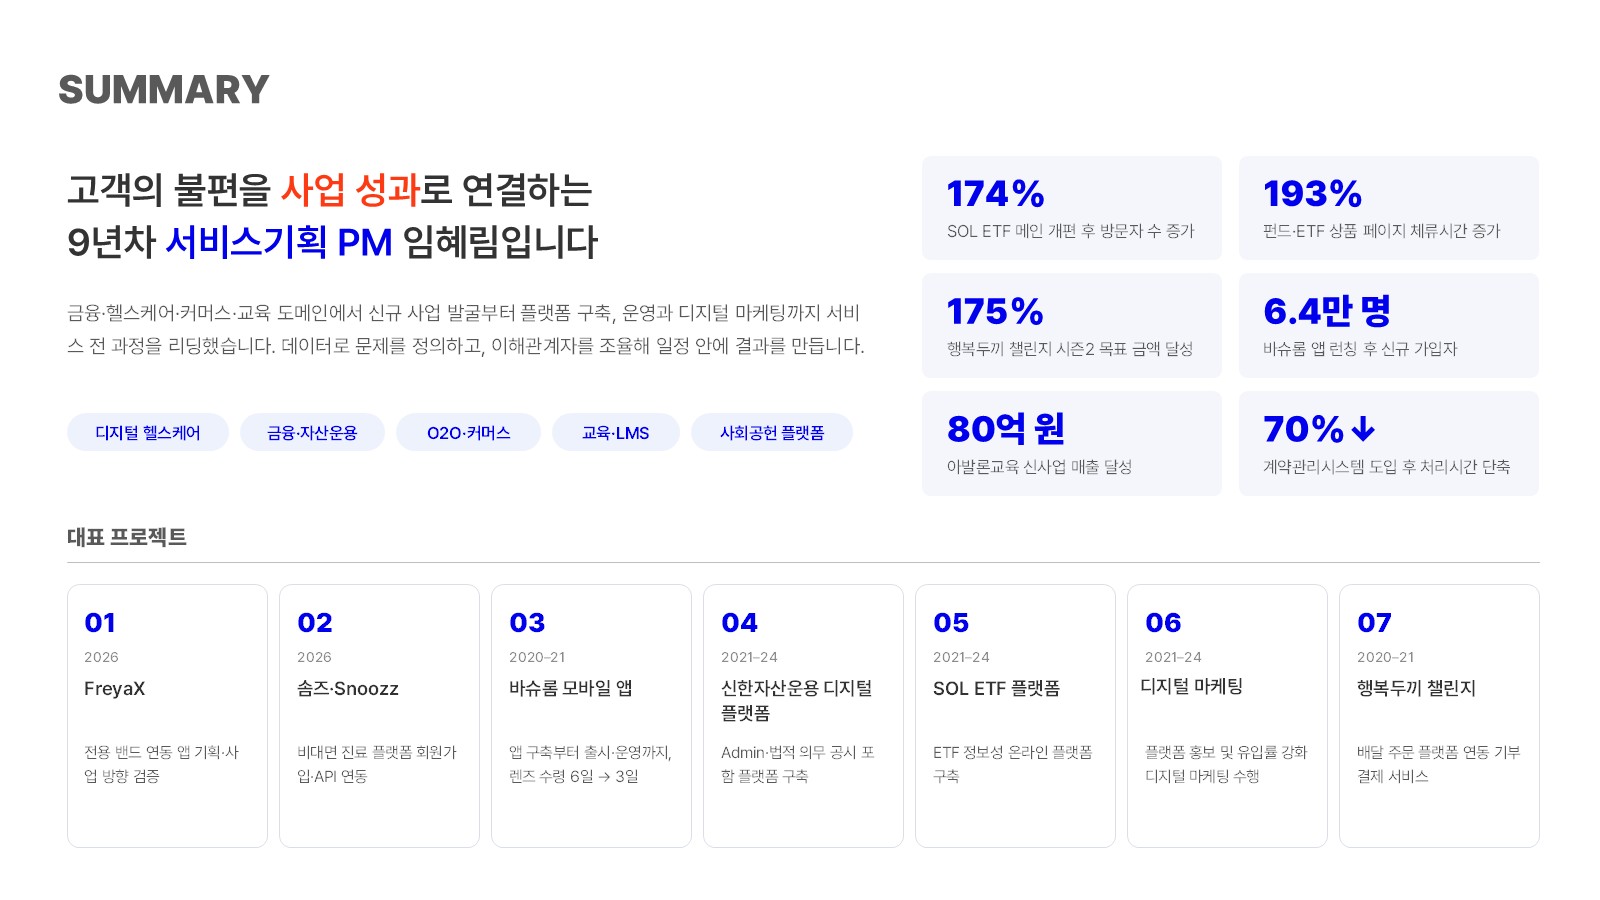 SUMMARY
고객의 불편을 사업 성과로 연결하는
9년차 서비스기획 PM 임혜림입니다
금융·헬스케어·커머스·교육 도메인에서 신규 사업 발굴부터 플랫폼 구축, 운영과 디지털 마케팅까지 서비
스 전 과정을 리딩했습니다. 데이터로 문제를 정의하고, 이해관계자를 조율해 일정 안에 결과를 만듭니다.
디지털 헬스케어
금융·자산운용
O2O·커머스
교육·LMS
사회공헌 플랫폼
174%
SOL ETF 메인 개편 후 방문자 수 증가
193%
펀드·ETF 상품 페이지 체류시간 증가
175%
행복두끼 챌린지 시즌2 목표 금액 달성
6.4만 명
바슈롬 앱 런칭 후 신규 가입자
80억 원
아발론교육 신사업 매출 달성
70%↓
계약관리시스템 도입 후 처리시간 단축
대표 프로젝트
01
2026
FreyaX
전용 밴드 연동 앱 기획·사
업 방향 검증
02
2026
솜즈·Snoozz
비대면 진료 플랫폼 회원가
입·API 연동
03
2020–21
바슈롬 모바일 앱
앱 구축부터 출시·운영까지,
렌즈 수령 6일 → 3일
04
2021–24
신한자산운용 디지털
플랫폼
Admin·법적 의무 공시 포
함 플랫폼 구축
05
2021–24
SOL ETF 플랫폼
ETF 정보성 온라인 플랫폼
구축
06
2021–24
디지털 마케팅
플랫폼 홍보 및 유입률 강화
디지털 마케팅 수행
07
2020–21
행복두끼 챌린지
배달 주문 플랫폼 연동 기부
결제 서비스